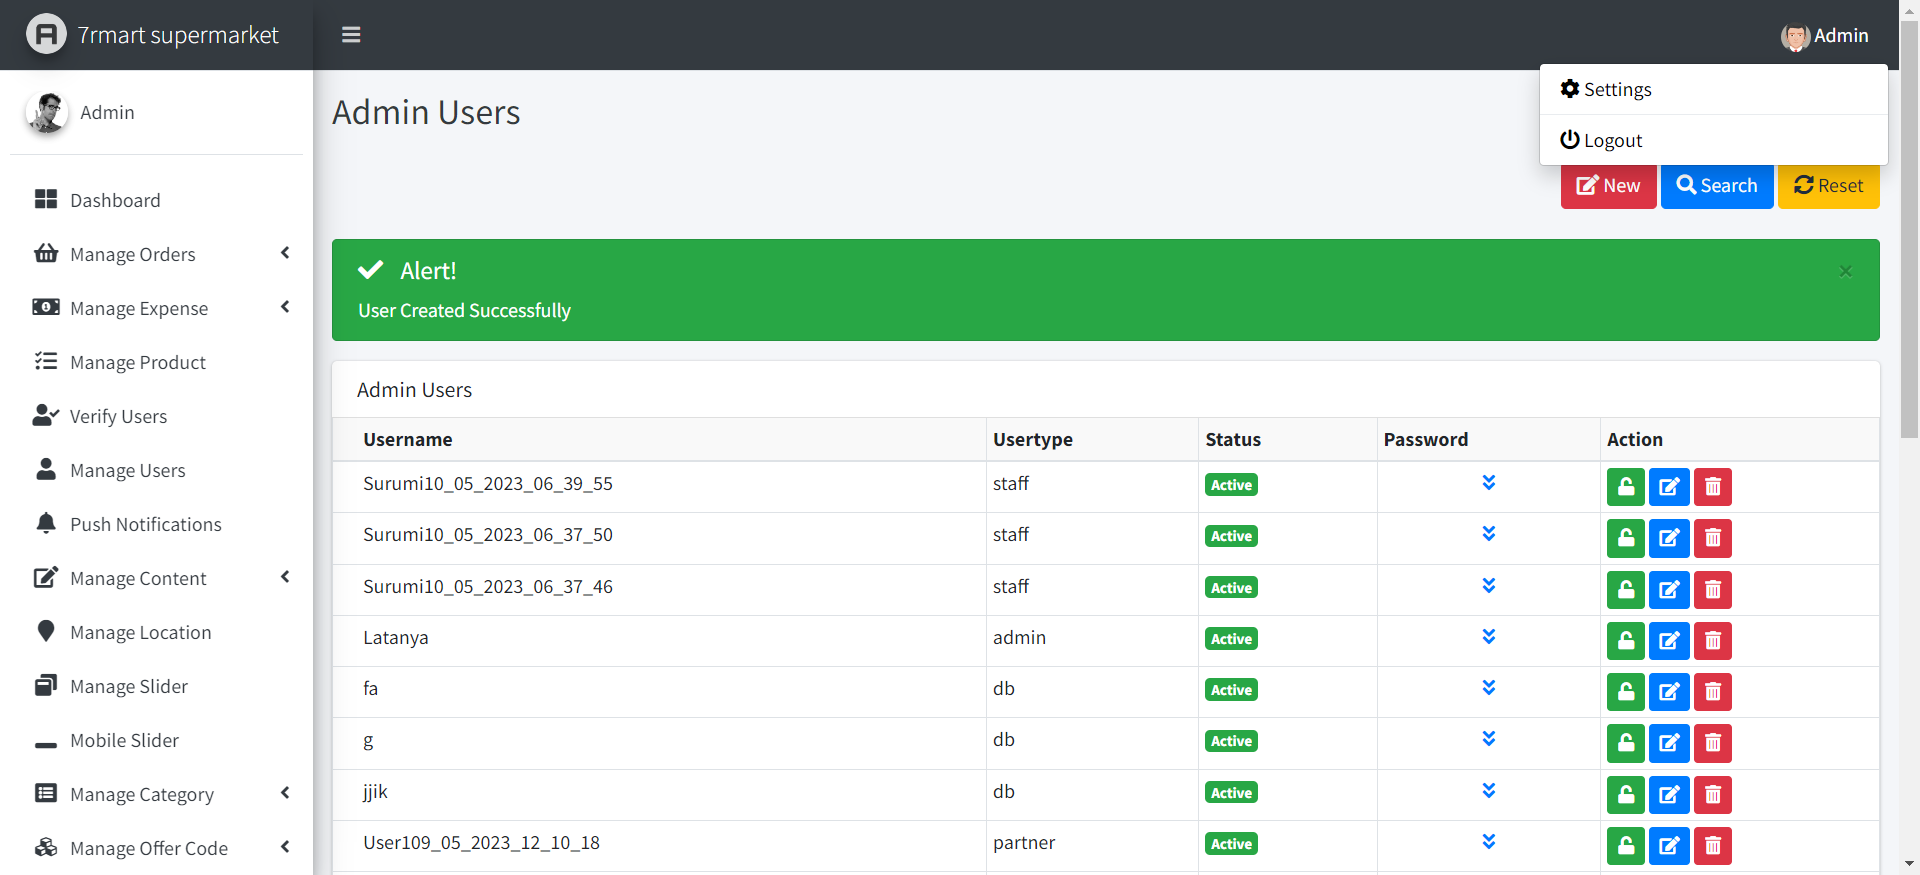 7rmart supermarket
Admin
Admin
Settings
Logout
Admin Users
New Search Reset
Dashboard
Manage Orders
Manage Expense
Manage Product
Verify Users
Manage Users
Push Notifications
Manage Content
Manage Location
Manage Slider
Mobile Slider
Manage Category
Manage Offer Code
Alert!
×
User Created Successfully
Admin Users
Username Usertype Status Password Action
Surumi10_05_2023_06_39_55 staff Active
Surumi10_05_2023_06_37_50 staff Active
Surumi10_05_2023_06_37_46 staff Active
Latanya admin Active
fa db Active
g db Active
jjik db Active
User109_05_2023_12_10_18 partner Active